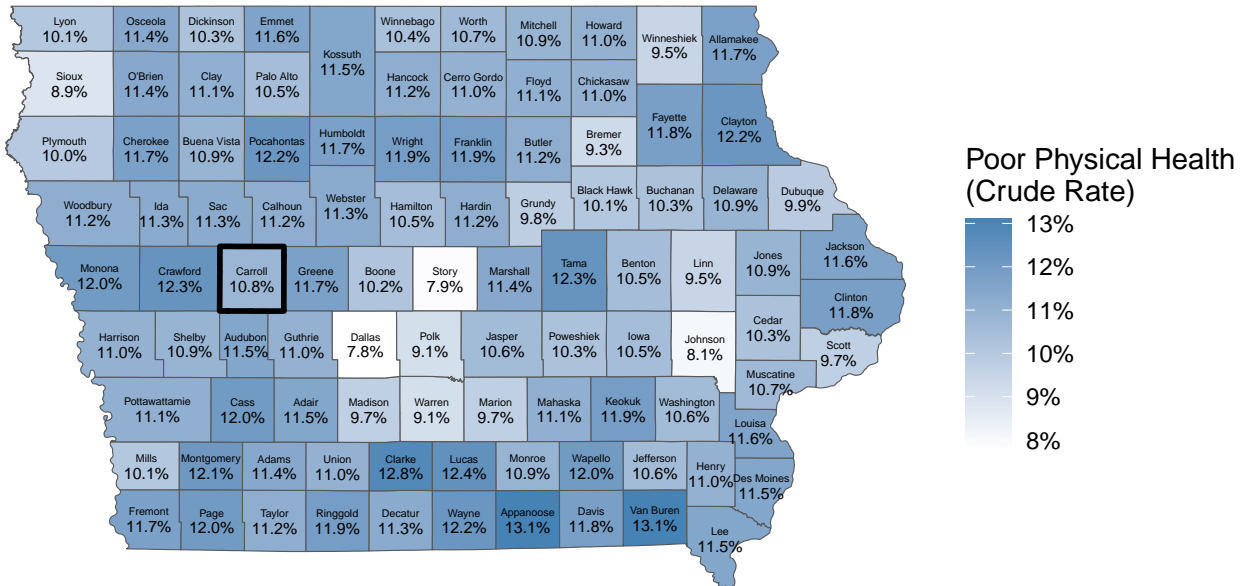 Lyon
10.1%
Osceola
11.4%
Dickinson
10.3%
Emmet
11.6%
Kossuth
11.5%
Winnebago
10.4%
Worth
10.7%
Mitchell
10.9%
Howard
11.0%
Winneshiek
9.5%
Allamakee
11.7%
Sioux
8.9%
O'Brien
11.4%
Clay
11.1%
Palo Alto
10.5%
Hancock
11.2%
Cerro Gordo
11.0%
Floyd
11.1%
Chickasaw
11.0%
Fayette
11.8%
Clayton
12.2%
Plymouth
10.0%
Cherokee
11.7%
Buena Vista
10.9%
Pocahontas
12.2%
Humboldt
11.7%
Wright
11.9%
Franklin
11.9%
Butler
11.2%
Bremer
9.3%
Woodbury
11.2%
Ida
11.3%
Sac
11.3%
Calhoun
11.2%
Webster
11.3%
Hamilton
10.5%
Hardin
11.2%
Grundy
9.8%
Black Hawk
10.1%
Buchanan
10.3%
Delaware
10.9%
Dubuque
9.9%
Monona
12.0%
Crawford
12.3%
Carroll
10.8%
Greene
11.7%
Boone
10.2%
Story
7.9%
Marshall
11.4%
Tama
12.3%
Benton
10.5%
Linn
9.5%
Jones
10.9%
Jackson
11.6%
Clinton
11.8%
Harrison
11.0%
Shelby
10.9%
Audubon
11.5%
Guthrie
11.0%
Dallas
7.8%
Polk
9.1%
Jasper
10.6%
Poweshiek
10.3%
Iowa
10.5%
Johnson
8.1%
Cedar
10.3%
Scott
9.7%
Muscatine
10.7%
Pottawattamie
11.1%
Cass
12.0%
Adair
11.5%
Madison
9.7%
Warren
9.1%
Marion
9.7%
Mahaska
11.1%
Keokuk
11.9%
Washington
10.6%
Louisa
11.6%
Mills
10.1%
Montgomery
12.1%
Adams
11.4%
Union
11.0%
Clarke
12.8%
Lucas
12.4%
Monroe
10.9%
Wapello
12.0%
Jefferson
10.6%
Henry
11.0%
Des Moines
11.5%
Fremont
11.7%
Page
12.0%
Taylor
11.2%
Ringgold
11.9%
Decatur
11.3%
Wayne
12.2%
Appanoose
13.1%
Davis
11.8%
Van Buren
13.1%
Lee
11.5%
Poor Physical Health
(Crude Rate)
13%
12%
11%
10%
9%
8%